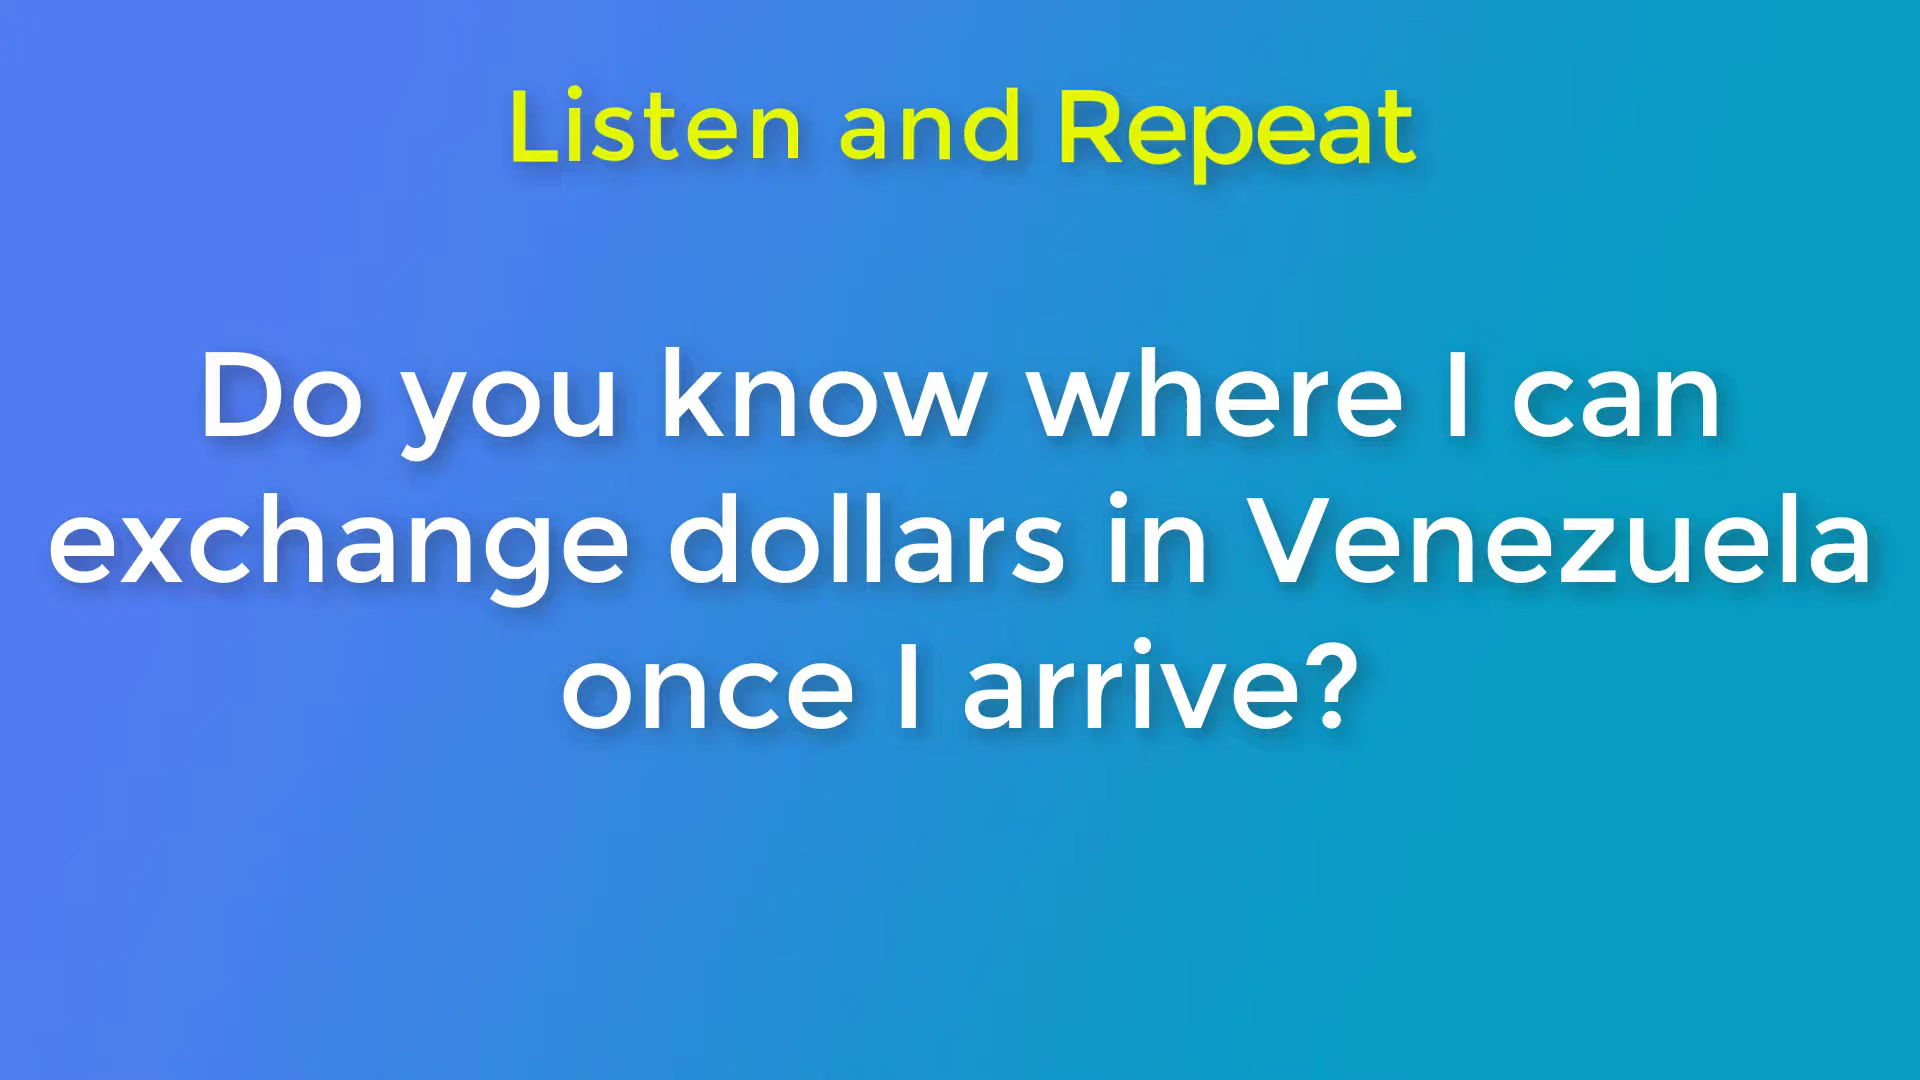 Listen and Repeat
Do you know where I can
exchange dollars in Venezuela
once I arrive?